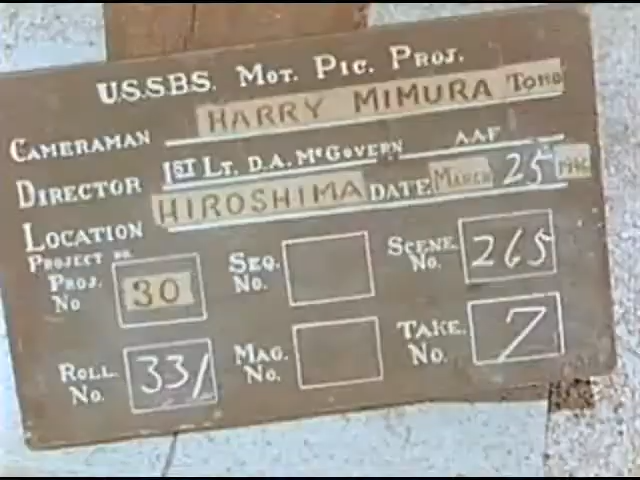 U.S.S.B.S. MOT. PIC. PROJ.
CAMERAMAN HARRY MIMURA TOHO
DIRECTOR 1ST LT. D.A. McGOVERN AAF
LOCATION HIROSHIMA DATE MARCH 25 1946
PROJECT NO.
PROJ. NO 30 SEQ. NO. SCENE NO. 265
ROLL NO. 331 MAG. NO. TAKE NO. 7